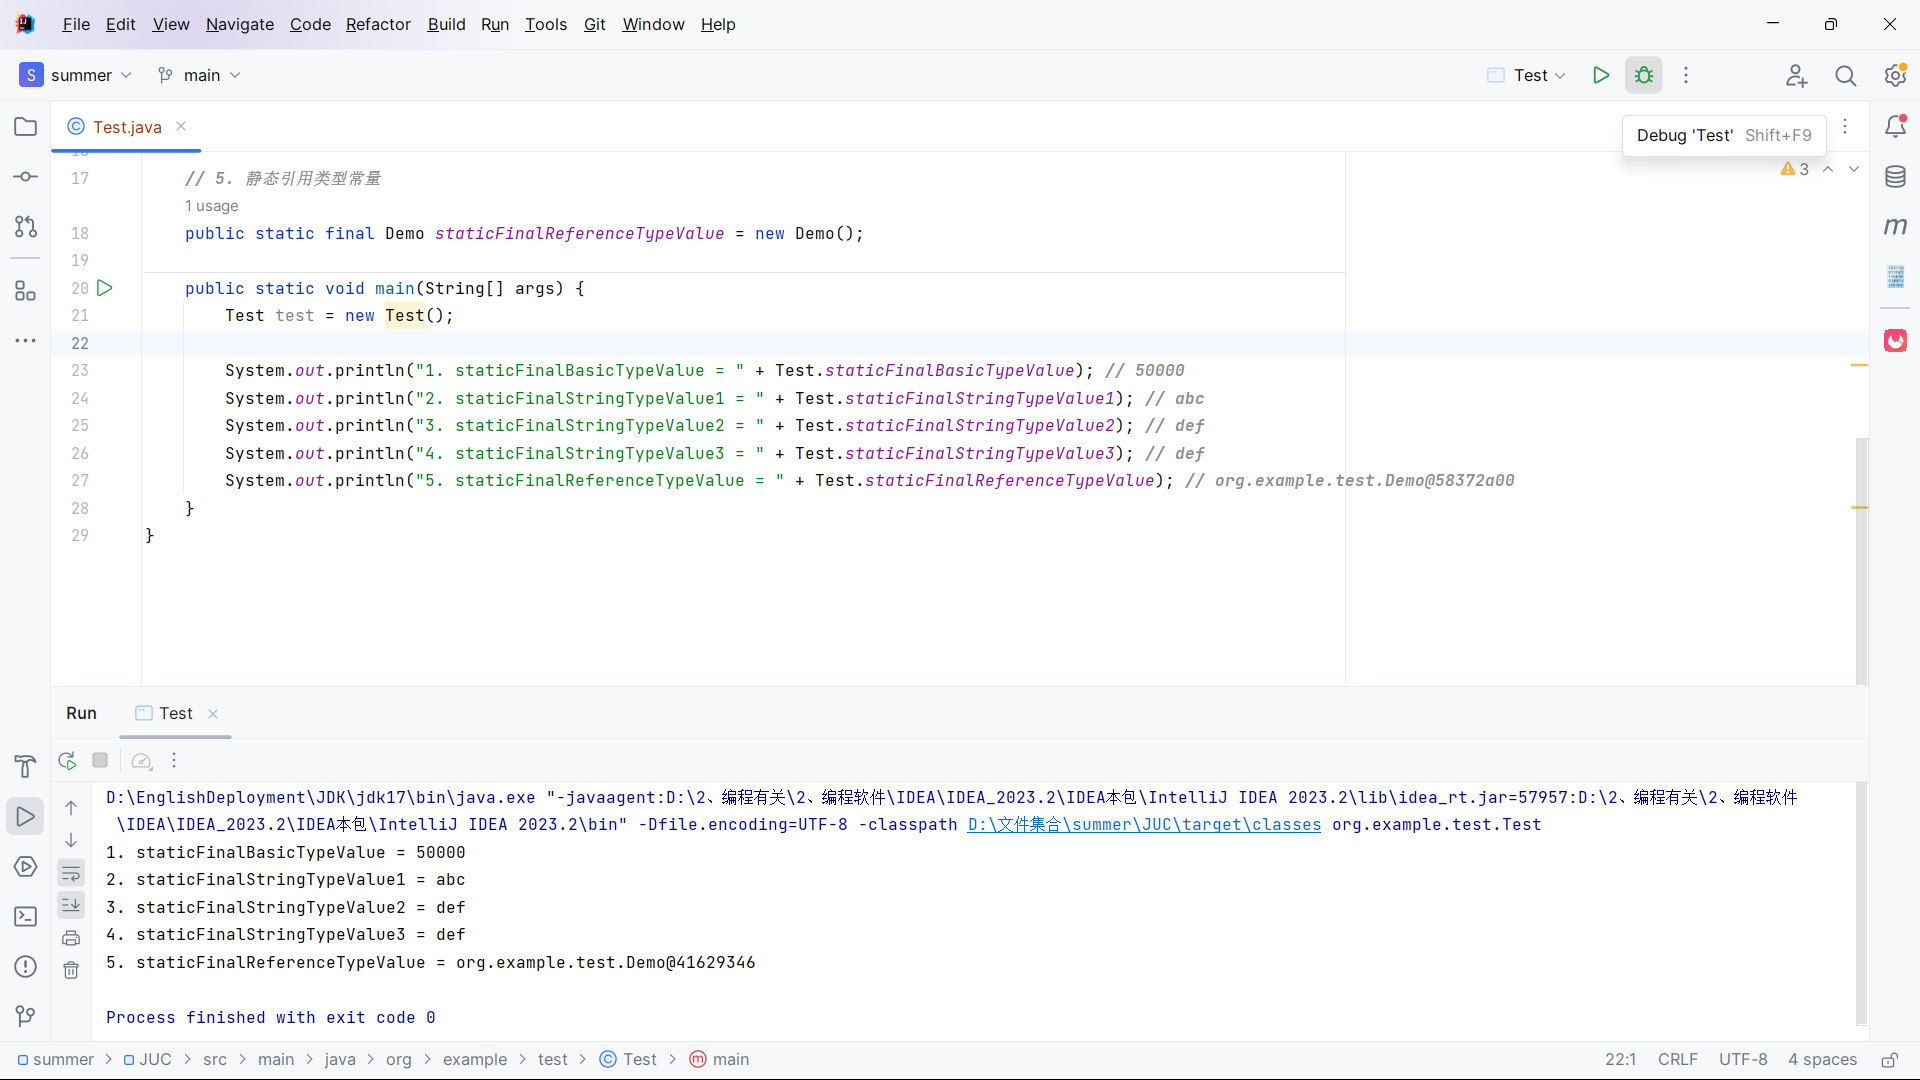 File Edit View Navigate Code Refactor Build Run Tools Git Window Help
S summer main Test
Test.java
Debug 'Test' Shift+F9
3
17 // 5. 静态引用类型常量
1 usage
18 public static final Demo staticFinalReferenceTypeValue = new Demo();
19
20 public static void main(String[] args) {
21 Test test = new Test();
22
23 System.out.println("1. staticFinalBasicTypeValue = " + Test.staticFinalBasicTypeValue); // 50000
24 System.out.println("2. staticFinalStringTypeValue1 = " + Test.staticFinalStringTypeValue1); // abc
25 System.out.println("3. staticFinalStringTypeValue2 = " + Test.staticFinalStringTypeValue2); // def
26 System.out.println("4. staticFinalStringTypeValue3 = " + Test.staticFinalStringTypeValue3); // def
27 System.out.println("5. staticFinalReferenceTypeValue = " + Test.staticFinalReferenceTypeValue); // org.example.test.Demo@58372a00
28 }
29 }
Run Test
D:\EnglishDeployment\JDK\jdk17\bin\java.exe "-javaagent:D:\2、编程有关\2、编程软件\IDEA\IDEA_2023.2\IDEA本包\IntelliJ IDEA 2023.2\lib\idea_rt.jar=57957:D:\2、编程有关\2、编程软件
\IDEA\IDEA_2023.2\IDEA本包\IntelliJ IDEA 2023.2\bin" -Dfile.encoding=UTF-8 -classpath D:\文件集合\summer\JUC\target\classes org.example.test.Test
1. staticFinalBasicTypeValue = 50000
2. staticFinalStringTypeValue1 = abc
3. staticFinalStringTypeValue2 = def
4. staticFinalStringTypeValue3 = def
5. staticFinalReferenceTypeValue = org.example.test.Demo@41629346
Process finished with exit code 0
summer > JUC > src > main > java > org > example > test > Test > main 22:1 CRLF UTF-8 4 spaces